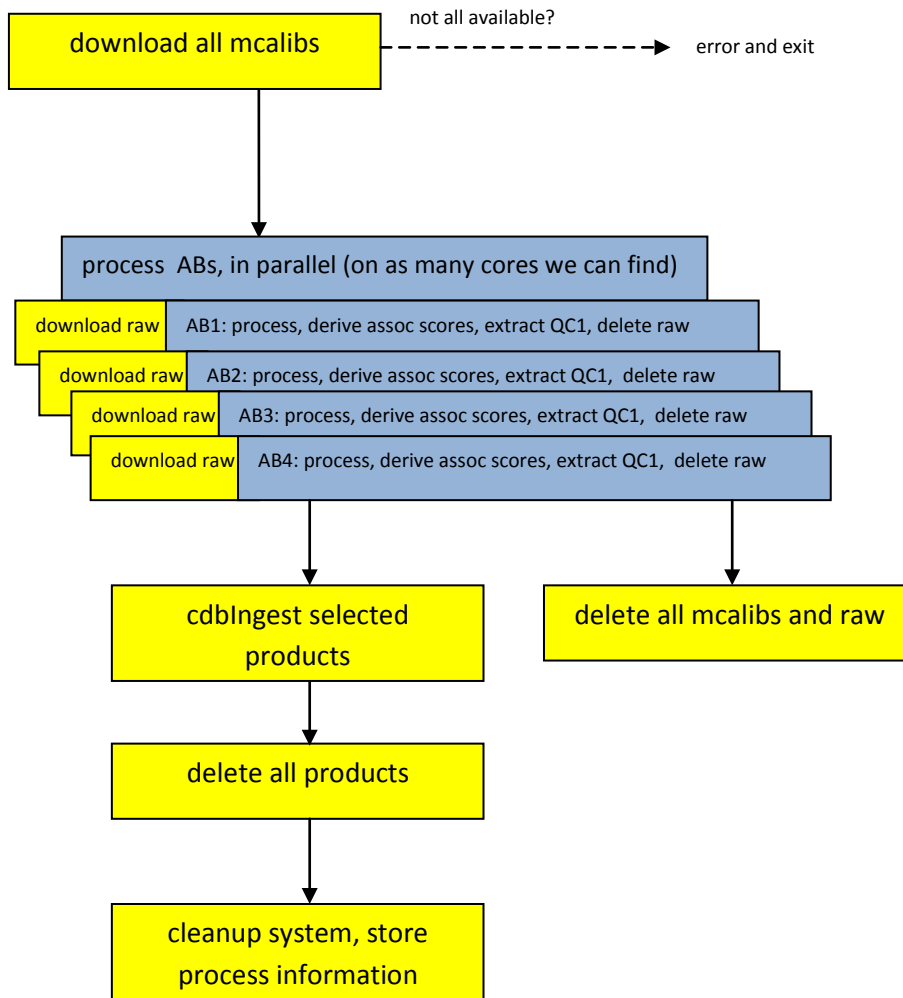 not all available?
download all mcalibs
error and exit
process  ABs, in parallel (on as many cores we can find)
download raw
AB1: process, derive assoc scores, extract QC1, delete raw
download raw
AB2: process, derive assoc scores, extract QC1,  delete raw
download raw
AB3: process, derive assoc scores, extract QC1,  delete raw
download raw
AB4: process, derive assoc scores, extract QC1,  delete raw
cdbIngest selected
products
delete all mcalibs and raw
delete all products
cleanup system, store
process information